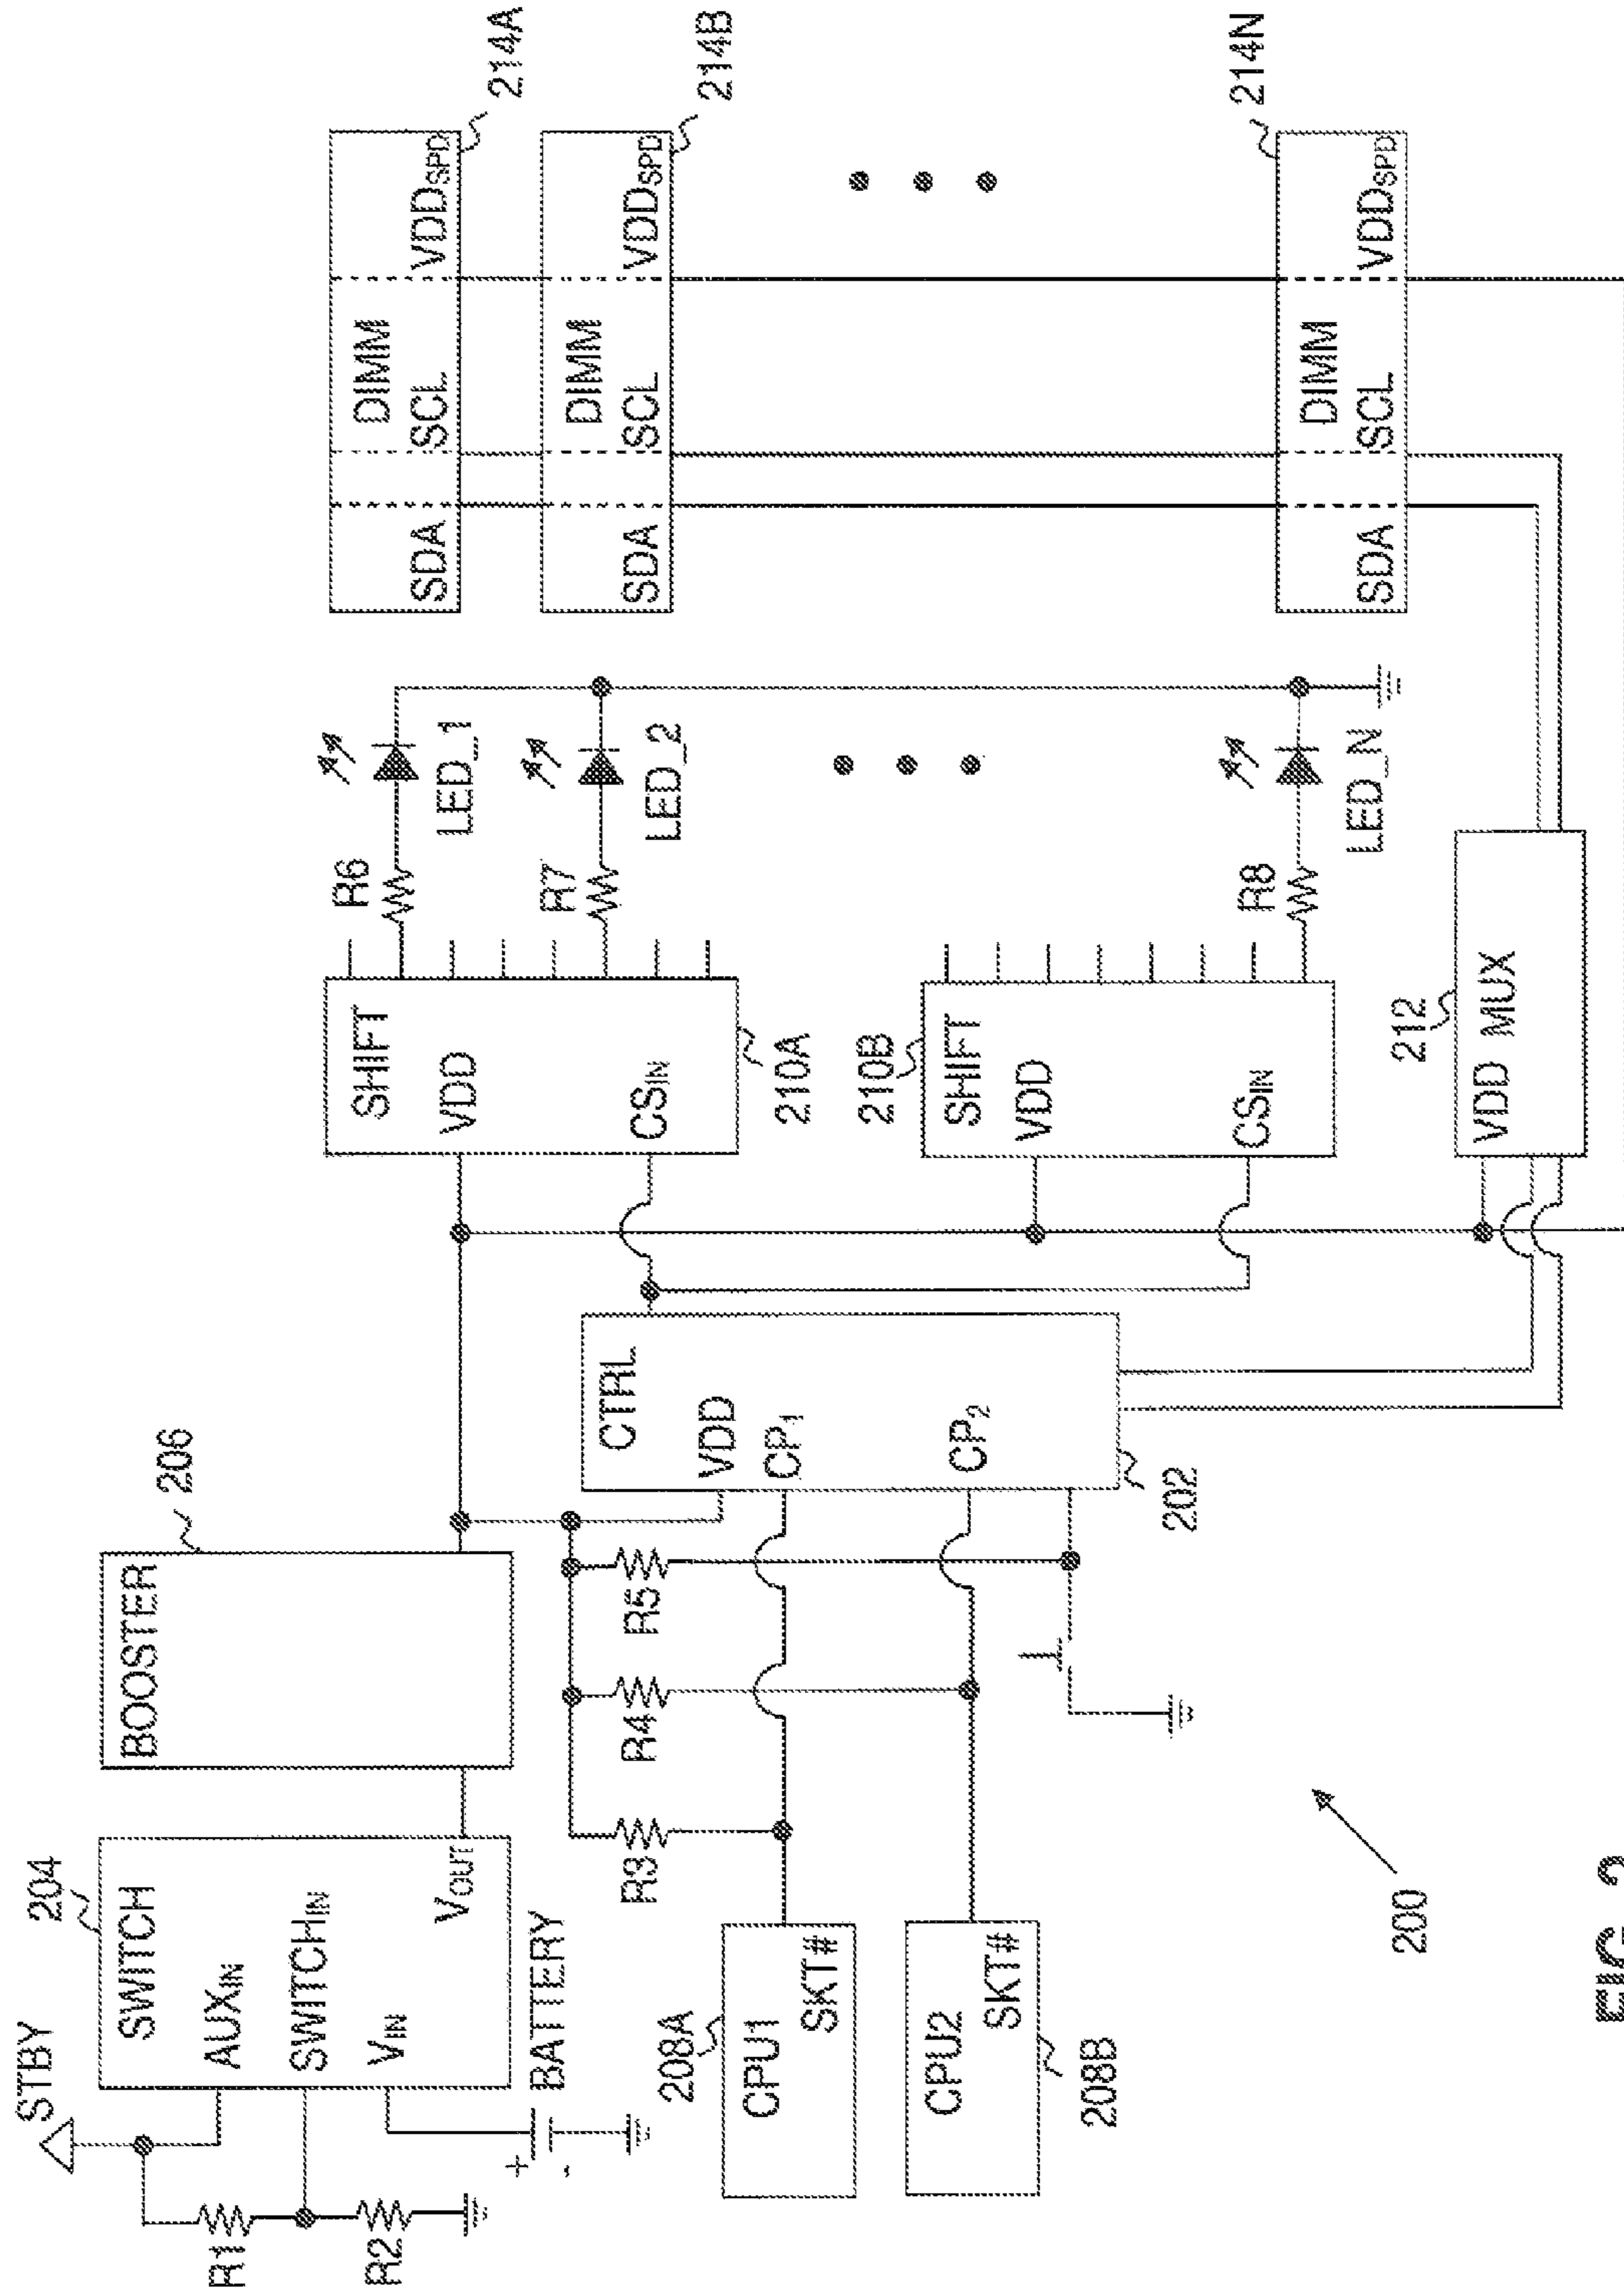 STBY
R1
R2
204
SWITCH
AUXIN
SWITCHIN
VIN
VOUT
+
-
BATTERY
206
BOOSTER
R3
R4
R5
208A
CPU1
SKT#
CPU2
SKT#
208B
CTRL
VDD
CP1
CP2
202
SHIFT
VDD
CSIN
210A
210B
SHIFT
VDD
CSIN
212
VDD MUX
R6
LED_1
R7
LED_2
R8
LED_N
DIMM
SDA SCL VDDSPD
214A
DIMM
SDA SCL VDDSPD
214B
DIMM
SDA SCL VDDSPD
214N
200
FIG. 2